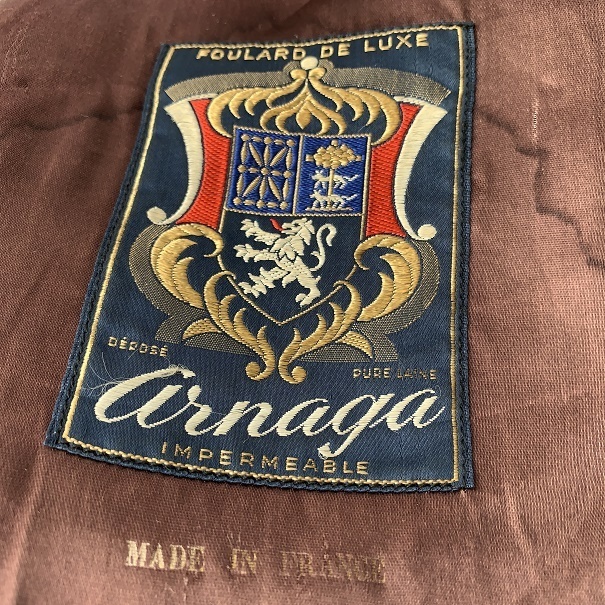 FOULARD DE LUXE
DÉPOSÉ
PURE LAINE
Arnaga
IMPERMEABLE
MADE IN FRANCE